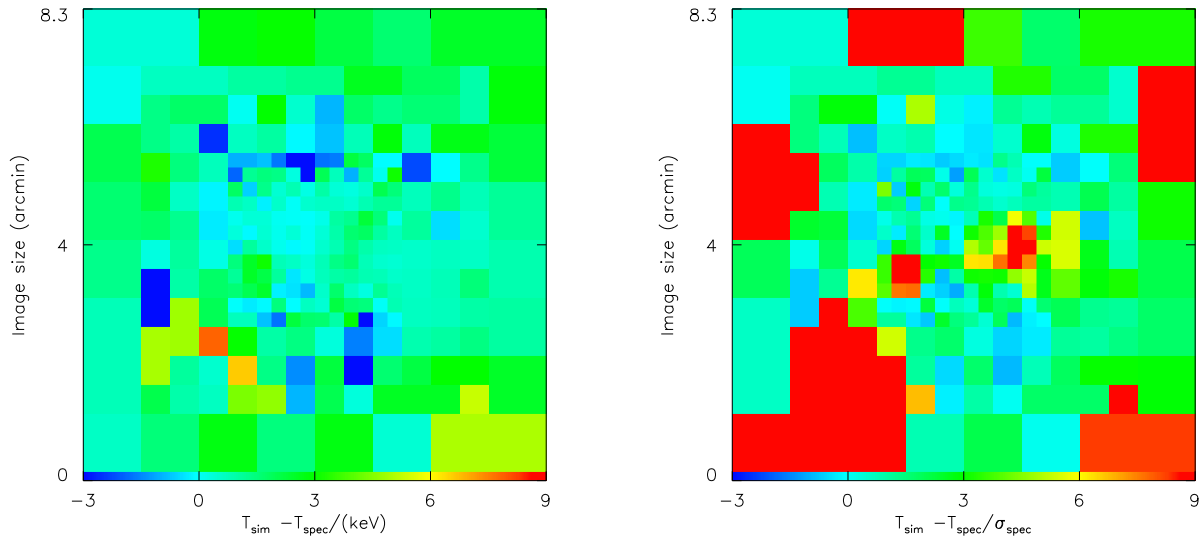 8.3
4
0
Image size (arcmin)
−3 0 3 6 9
T_sim −T_spec/(keV)
8.3
4
0
Image size (arcmin)
−3 0 3 6 9
T_sim −T_spec/σ_spec